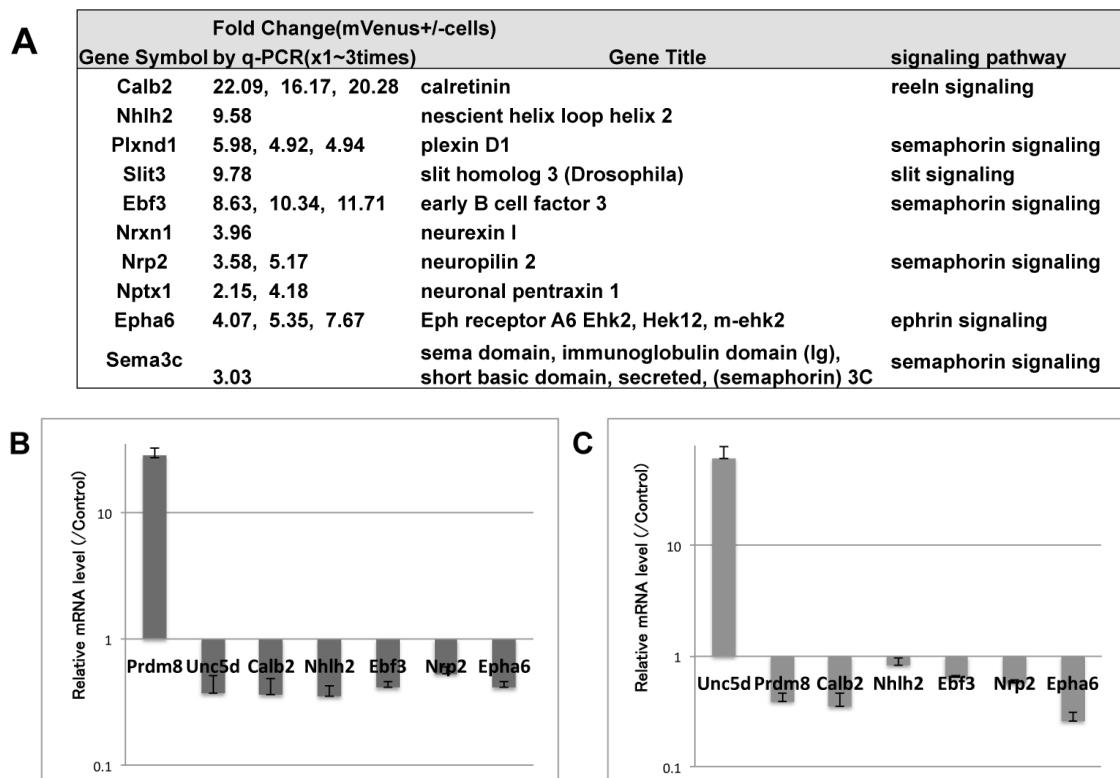 A
Fold Change(mVenus+/-cells)
Gene Symbol by q-PCR(x1~3times) Gene Title signaling pathway
Calb2 22.09, 16.17, 20.28 calretinin reeln signaling
Nhlh2 9.58 nescient helix loop helix 2
Plxnd1 5.98, 4.92, 4.94 plexin D1 semaphorin signaling
Slit3 9.78 slit homolog 3 (Drosophila) slit signaling
Ebf3 8.63, 10.34, 11.71 early B cell factor 3 semaphorin signaling
Nrxn1 3.96 neurexin I
Nrp2 3.58, 5.17 neuropilin 2 semaphorin signaling
Nptx1 2.15, 4.18 neuronal pentraxin 1
Epha6 4.07, 5.35, 7.67 Eph receptor A6 Ehk2, Hek12, m-ehk2 ephrin signaling
Sema3c sema domain, immunoglobulin domain (Ig), semaphorin signaling
3.03 short basic domain, secreted, (semaphorin) 3C
B
Relative mRNA level (/Control)
10
1
0.1
Prdm8 Unc5d Calb2 Nhlh2 Ebf3 Nrp2 Epha6
C
Relative mRNA level (/Control)
10
1
0.1
Unc5d Prdm8 Calb2 Nhlh2 Ebf3 Nrp2 Epha6